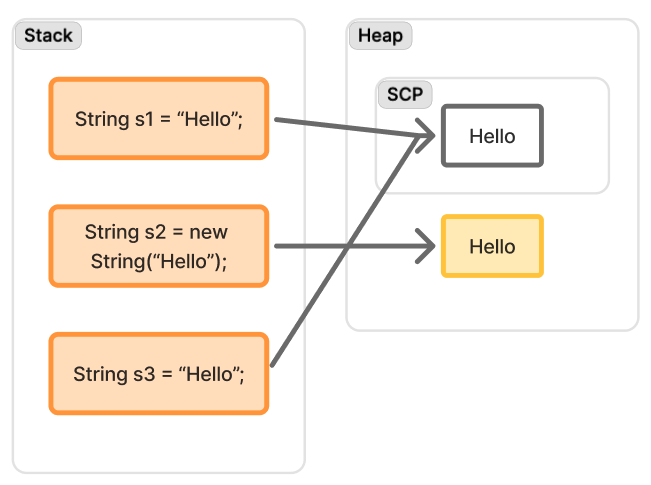 Stack
String s1 = “Hello”;
String s2 = new
String(“Hello”);
String s3 = “Hello”;
Heap
SCP
Hello
Hello